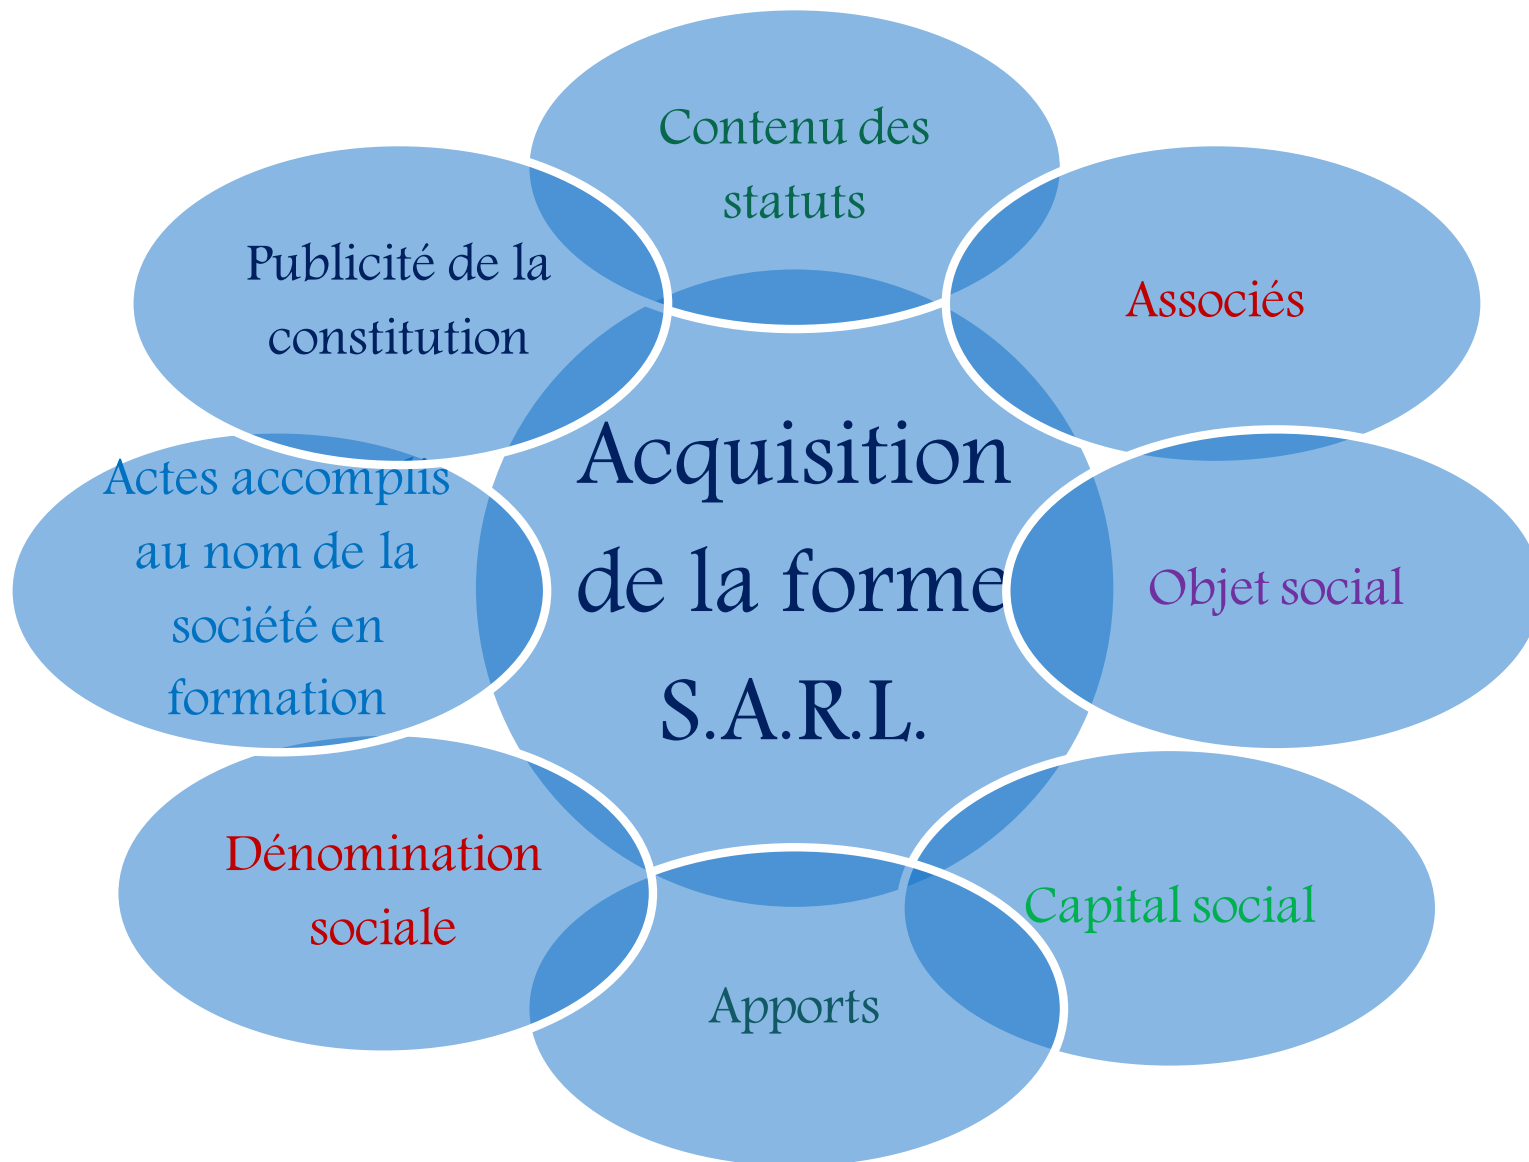 Contenu des
statuts
Associés
Objet social
Capital social
Apports
Dénomination
sociale
Actes accomplis
au nom de la
société en
formation
Publicité de la
constitution
Acquisition
de la forme
S.A.R.L.